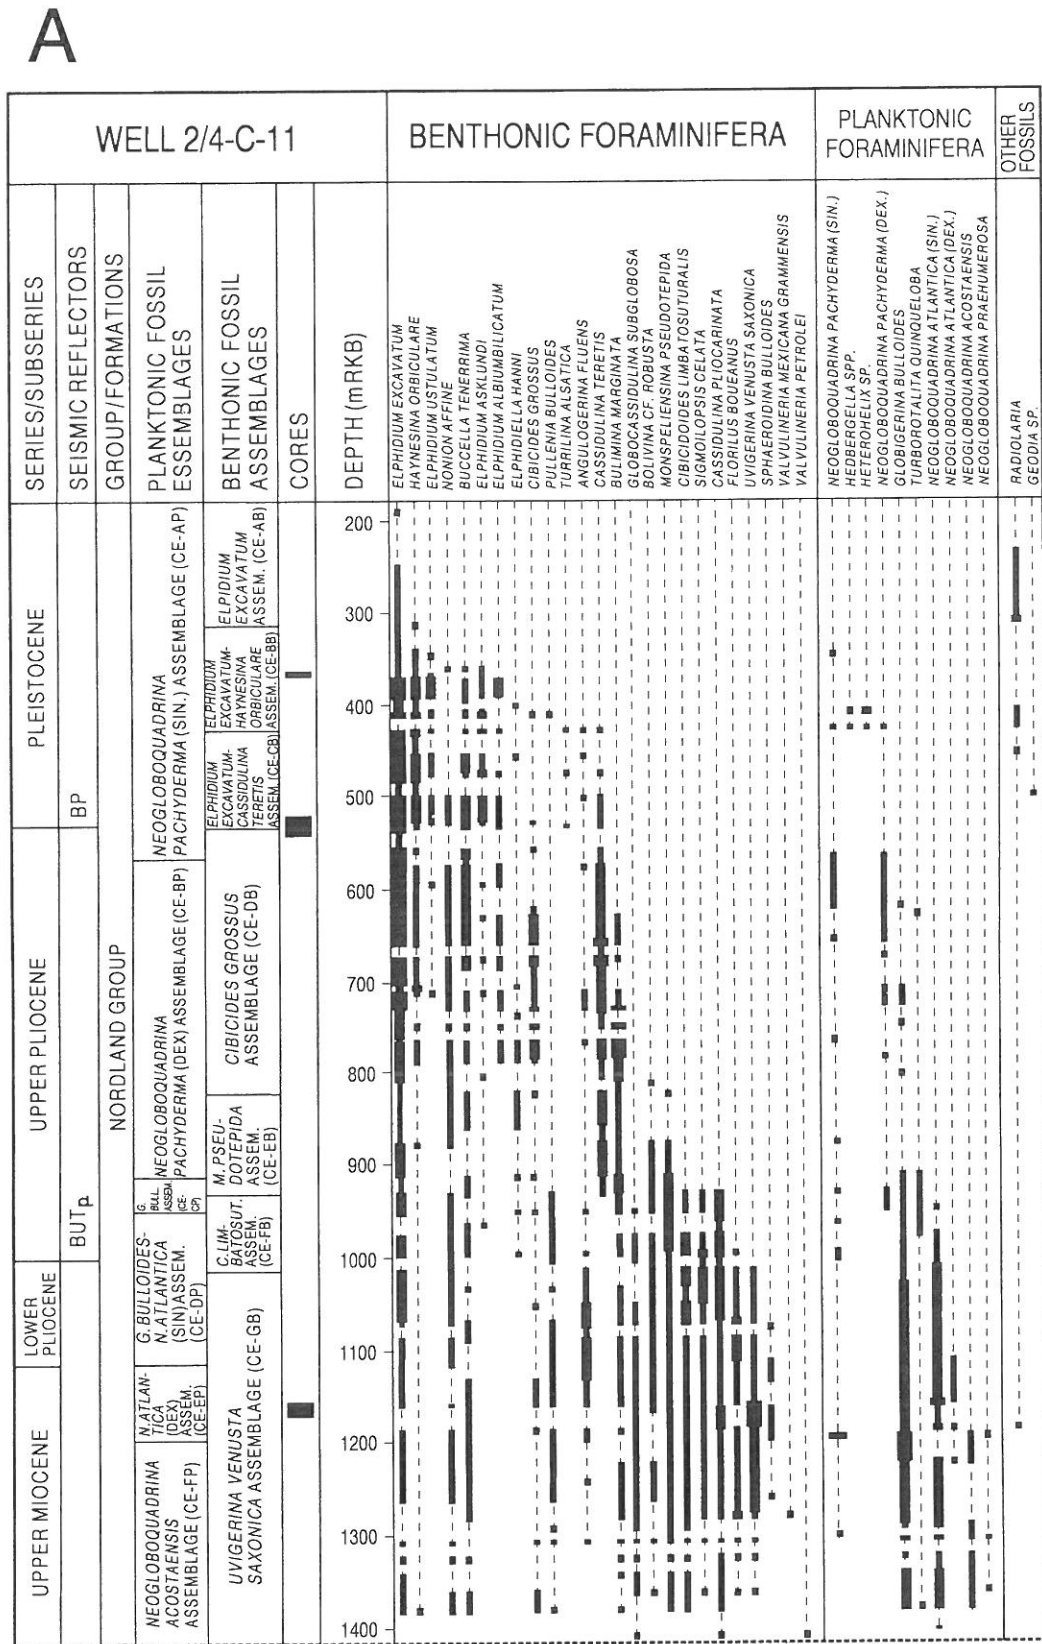 A
WELL 2/4-C-11
BENTHONIC FORAMINIFERA
PLANKTONIC
FORAMINIFERA
OTHER
FOSSILS
SERIES/SUBSERIES
SEISMIC REFLECTORS
GROUP/FORMATIONS
PLANKTONIC FOSSIL
ESSEMBLAGES
BENTHONIC FOSSIL
ASSEMBLAGES
CORES
DEPTH (mRKB)
ELPHIDIUM EXCAVATUM
HAYNESINA ORBICULARE
ELPHIDIUM USTULATUM
NONION AFFINE
BUCCELLA TENERRIMA
ELPHIDIUM ASKLUNDI
ELPHIDIUM ALBIUMBILICATUM
ELPHIDIELLA HANNI
CIBICIDES GROSSUS
PULLENIA BULLOIDES
TURRILINA ALSATICA
ANGULOGERINA FLUENS
CASSIDULINA TERETIS
BULIMINA MARGINATA
GLOBOCASSIDULINA SUBGLOBOSA
BOLIVINA CF. ROBUSTA
MONSPELIENSINA PSEUDOTEPIDA
CIBICIDOIDES LIMBATOSUTURALIS
SIGMOILOPSIS CELATA
CASSIDULINA PLIOCARINATA
FLORILUS BOUEANUS
UVIGERINA VENUSTA SAXONICA
SPHAEROIDINA BULLOIDES
VALVULINERIA MEXICANA GRAMMENSIS
VALVULINERIA PETROLEI
NEOGLOBOQUADRINA PACHYDERMA (SIN.)
HEDBERGELLA SPP.
HETEROHELIX SP.
NEOGLOBOQUADRINA PACHYDERMA (DEX.)
GLOBIGERINA BULLOIDES
TURBOROTALITA QUINQUELOBA
NEOGLOBOQUADRINA ATLANTICA (SIN.)
NEOGLOBOQUADRINA ATLANTICA (DEX.)
NEOGLOBOQUADRINA ACOSTAENSIS
NEOGLOBOQUADRINA PRAEHUMEROSA
RADIOLARIA
GEODIA SP.
PLEISTOCENE
UPPER PLIOCENE
LOWER
PLIOCENE
UPPER MIOCENE
BP
BUTp
NORDLAND GROUP
NEOGLOBOQUADRINA
PACHYDERMA (SIN.) ASSEMBLAGE (CE-AP)
NEOGLOBOQUADRINA
PACHYDERMA (DEX) ASSEMBLAGE (CE-BP)
G.
BULL.
ASSEM.
(CE-
CP)
G. BULLOIDES-
N. ATLANTICA
(SIN) ASSEM.
(CE-DP)
N. ATLAN-
TICA
(DEX)
ASSEM.
(CE-EP)
NEOGLOBOQUADRINA
ACOSTAENSIS
ASSEMBLAGE (CE-FP)
ELPIDIUM
EXCAVATUM
ASSEM. (CE-AB)
ELPHIDIUM
EXCAVATUM-
HAYNESINA
ORBICULARE
ASSEM. (CE-BB)
ELPHIDIUM
EXCAVATUM-
CASSIDULINA
TERETIS
ASSEM. (CE-CB)
CIBICIDES GROSSUS
ASSEMBLAGE (CE-DB)
M. PSEU-
DOTEPIDA
ASSEM.
(CE-EB)
C. LIM-
BATOSUT.
ASSEM.
(CE-FB)
UVIGERINA VENUSTA
SAXONICA ASSEMBLAGE (CE-GB)
200
300
400
500
600
700
800
900
1000
1100
1200
1300
1400